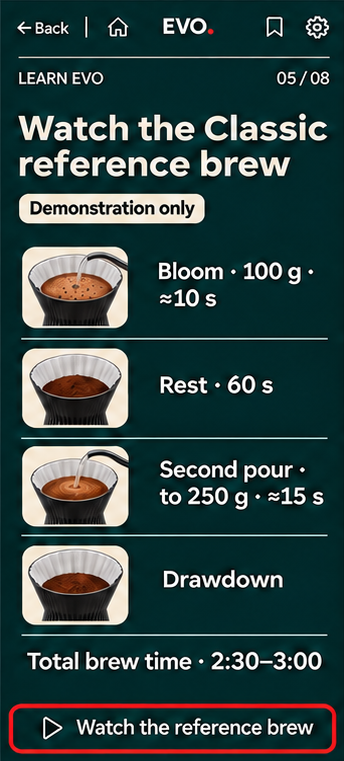 ← Back | EVO.
LEARN EVO 05 / 08
Watch the Classic
reference brew
Demonstration only
Bloom · 100 g ·
≈10 s
Rest · 60 s
Second pour ·
to 250 g · ≈15 s
Drawdown
Total brew time · 2:30–3:00
Watch the reference brew